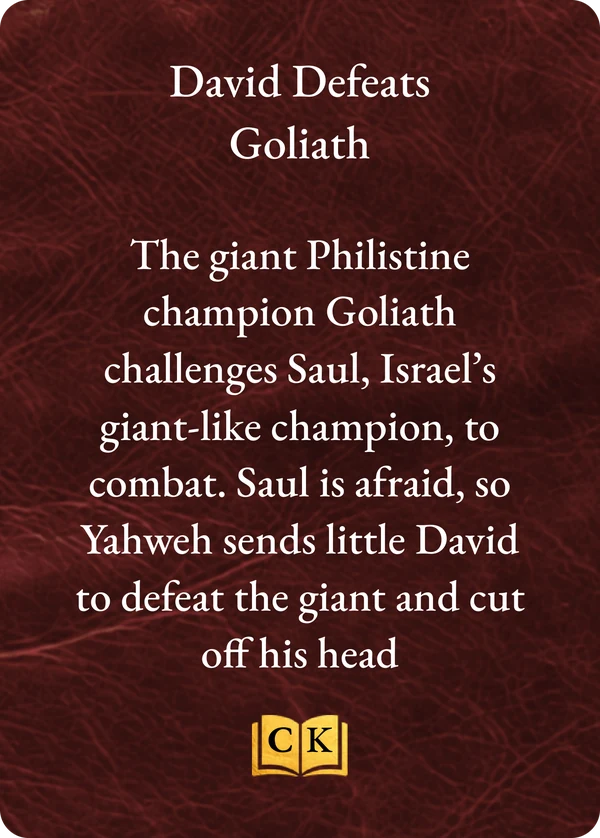 David Defeats
Goliath
The giant Philistine
champion Goliath
challenges Saul, Israel’s
giant-like champion, to
combat. Saul is afraid, so
Yahweh sends little David
to defeat the giant and cut
off his head
C K